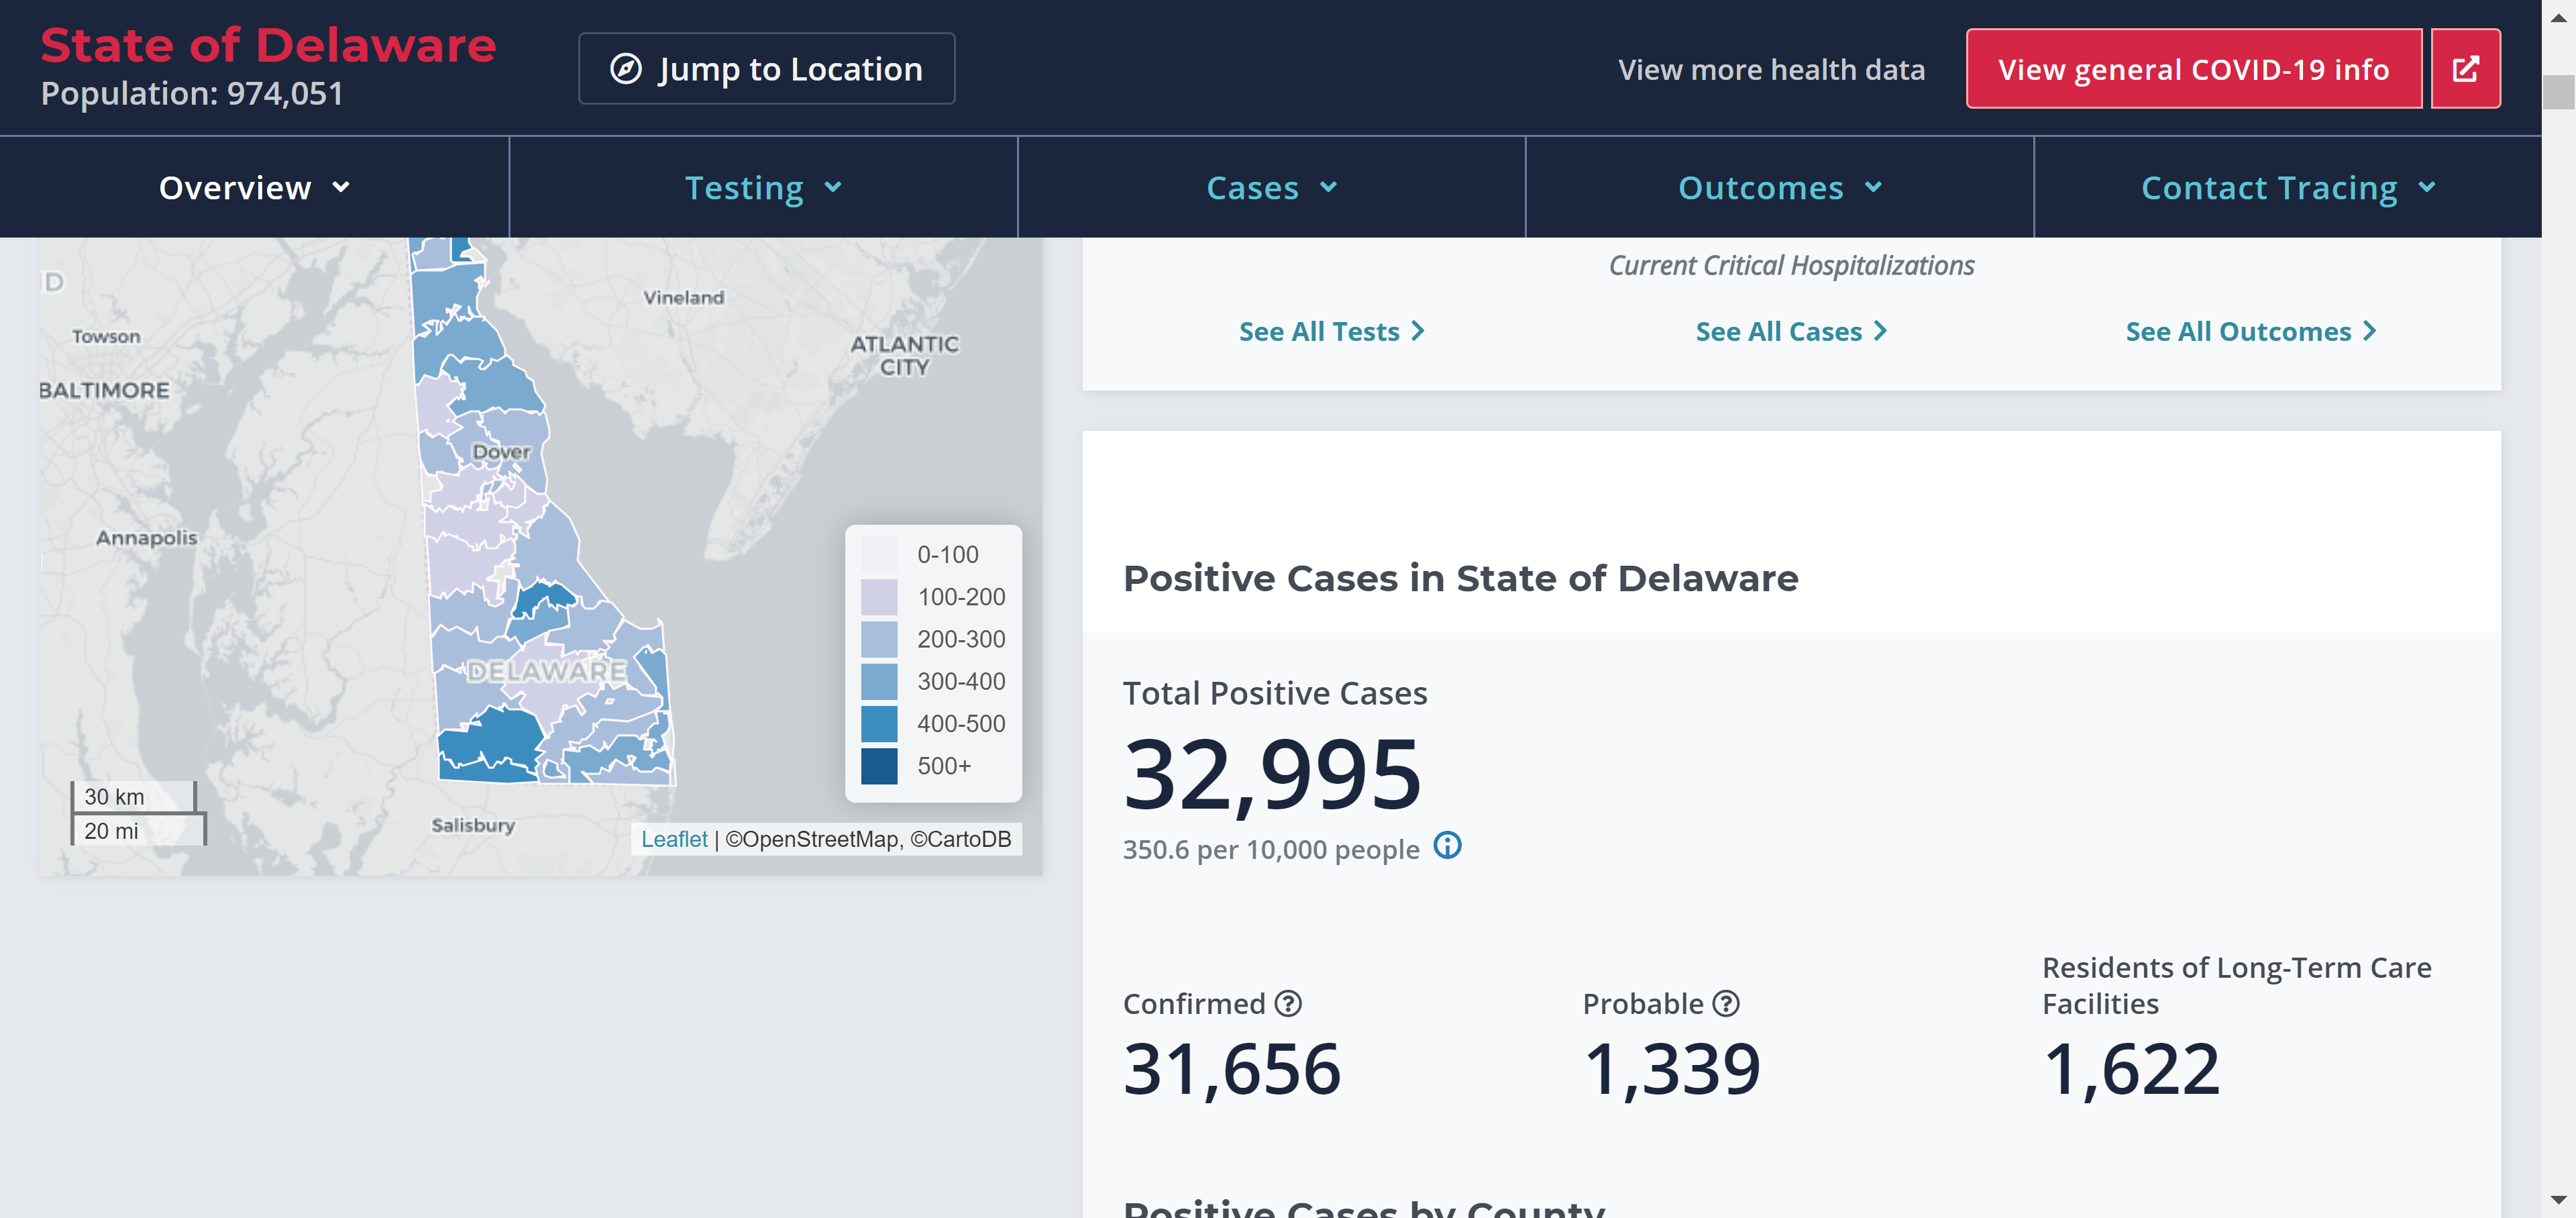 State of Delaware
Population: 974,051
Jump to Location
View more health data
View general COVID-19 info
Overview
Testing
Cases
Outcomes
Contact Tracing
Vineland
Towson
ATLANTIC
CITY
BALTIMORE
Dover
Annapolis
DELAWARE
Salisbury
0-100
100-200
200-300
300-400
400-500
500+
30 km
20 mi
Leaflet | ©OpenStreetMap, ©CartoDB
Current Critical Hospitalizations
See All Tests
See All Cases
See All Outcomes
Positive Cases in State of Delaware
Total Positive Cases
32,995
350.6 per 10,000 people
Confirmed
31,656
Probable
1,339
Residents of Long-Term Care
Facilities
1,622
Positive Cases by County